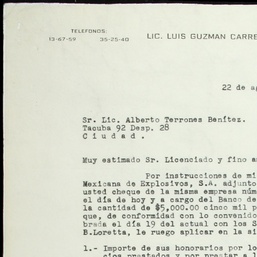 TELEFONOS:
13-67-59 35-25-40
LIC. LUIS GUZMAN CARRE
22 de ag
Sr. Lic. Alberto Terrones Benítez.
Tacuba 92 Desp. 28
C i u d a d .
Muy estimado Sr. Licenciado y fino a
Por instrucciones de mi
Mexicana de Explosivos, S.A. adjunto
usted cheque de la misma empresa núm
el día de hoy y a cargo del Banco de
la cantidad de $5,000.00 cinco mil p
que, de conformidad con lo convenido
brada el día 19 del actual con los S
B.Loretta, le ruego aplicar en la si
1.- Importe de sus honorarios por lo